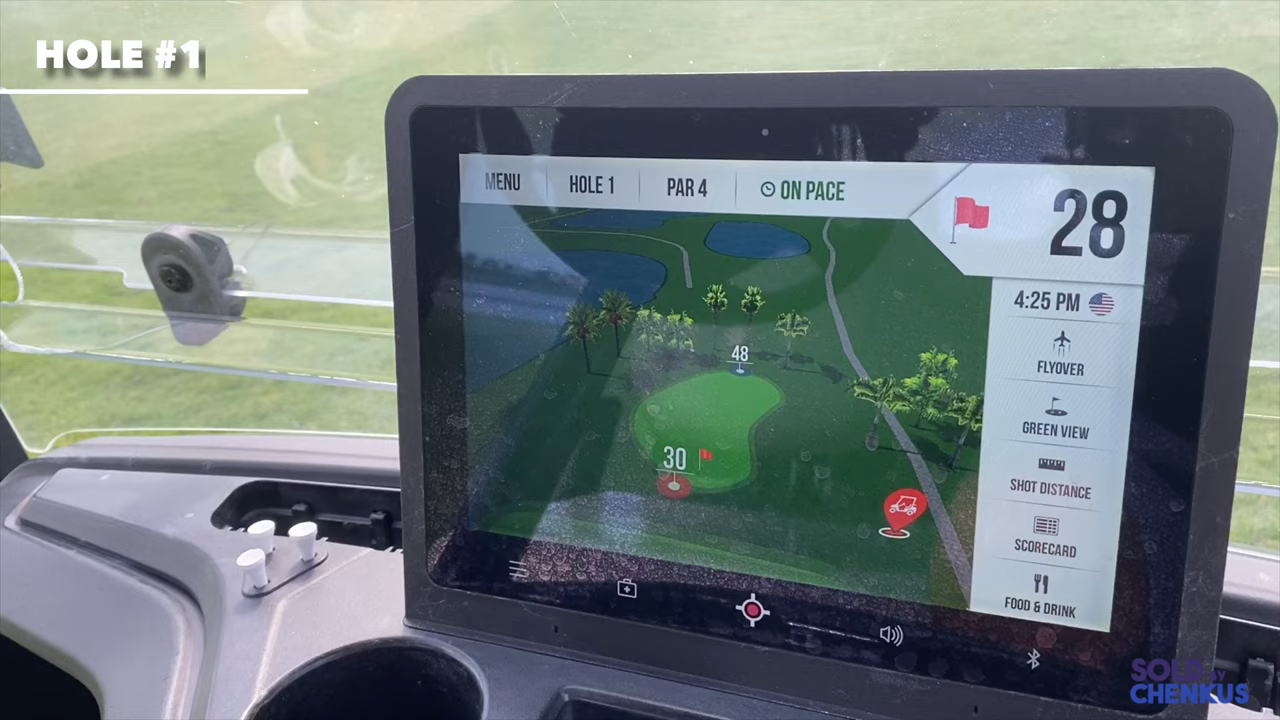 HOLE #1
MENU
HOLE 1
PAR 4
ON PACE
28
4:25 PM
FLYOVER
48
GREEN VIEW
30
SHOT DISTANCE
SCORECARD
FOOD & DRINK
SOLD BY
CHENKUS